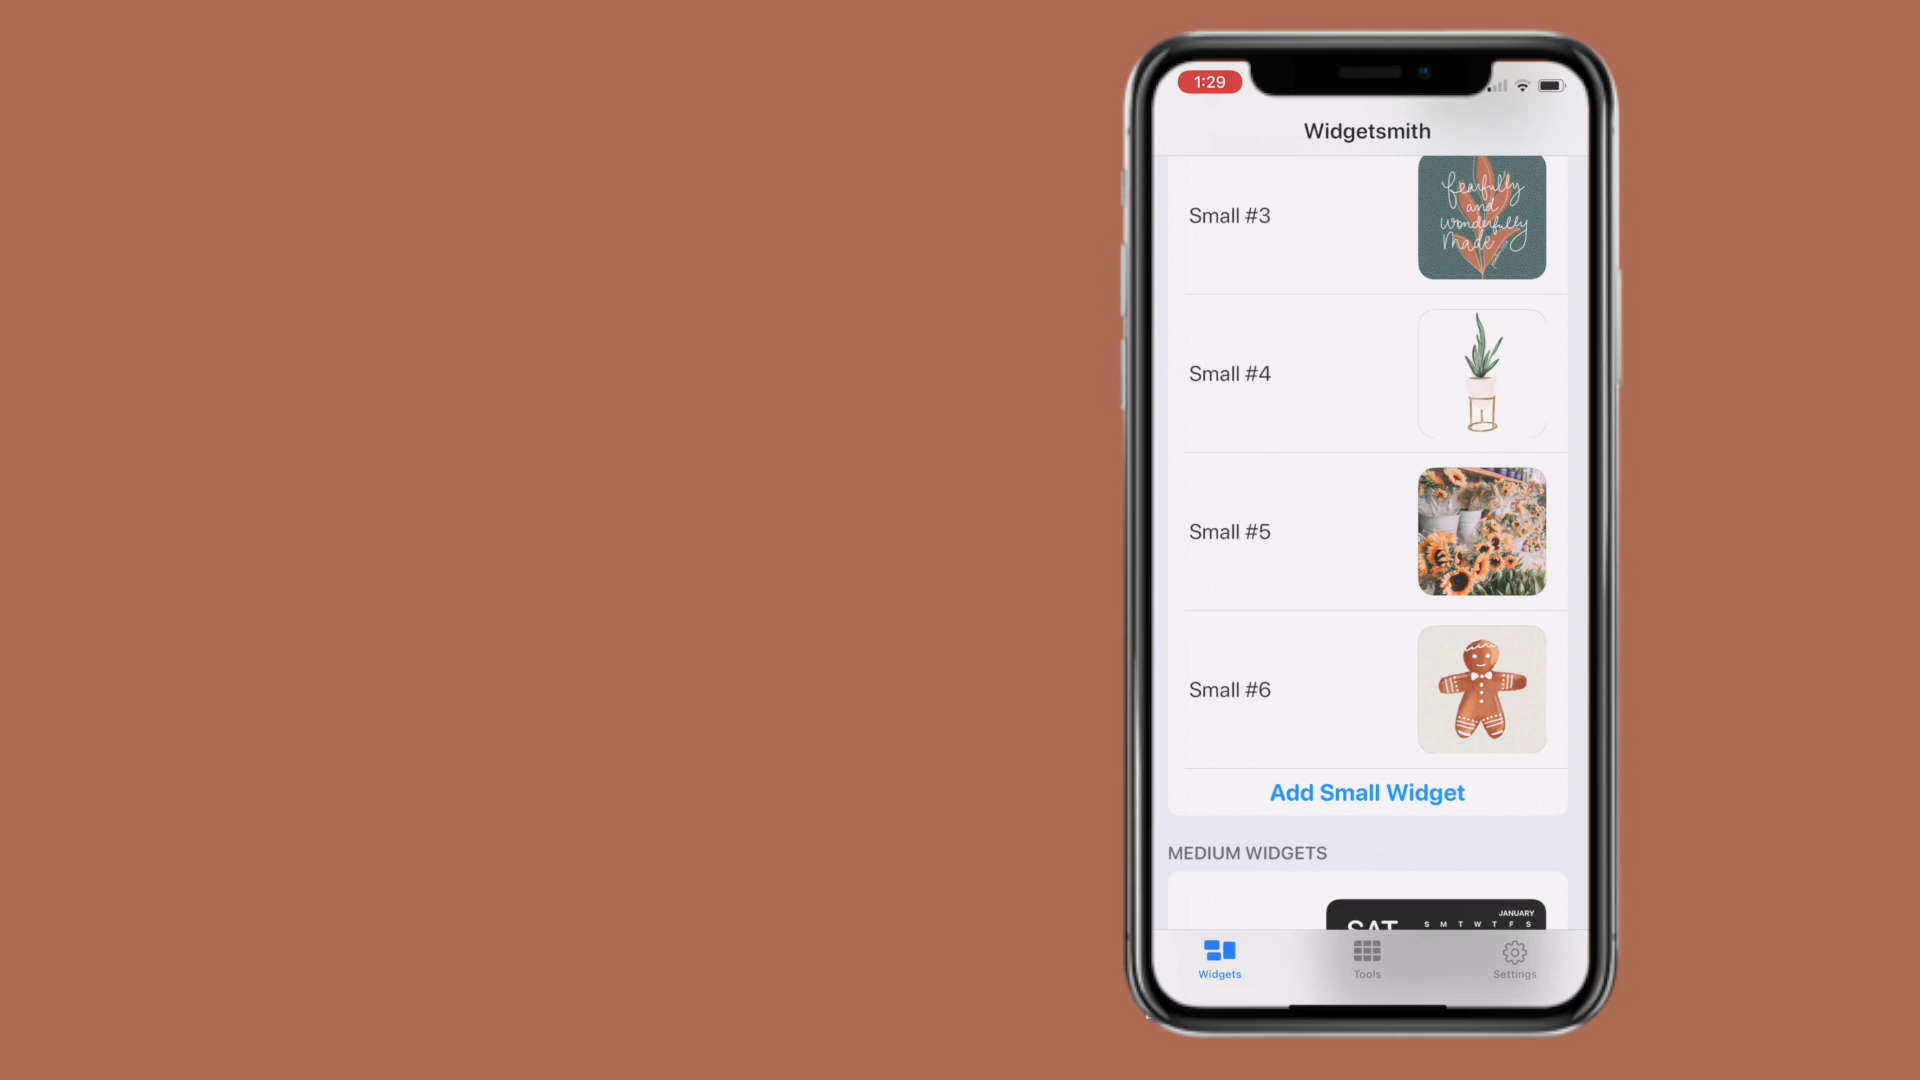 1:29
Widgetsmith
Small #3
fearfully
and
wonderfully
made
Small #4
Small #5
Small #6
Add Small Widget
MEDIUM WIDGETS
JANUARY
SAT S M T W T F S
Widgets Tools Settings